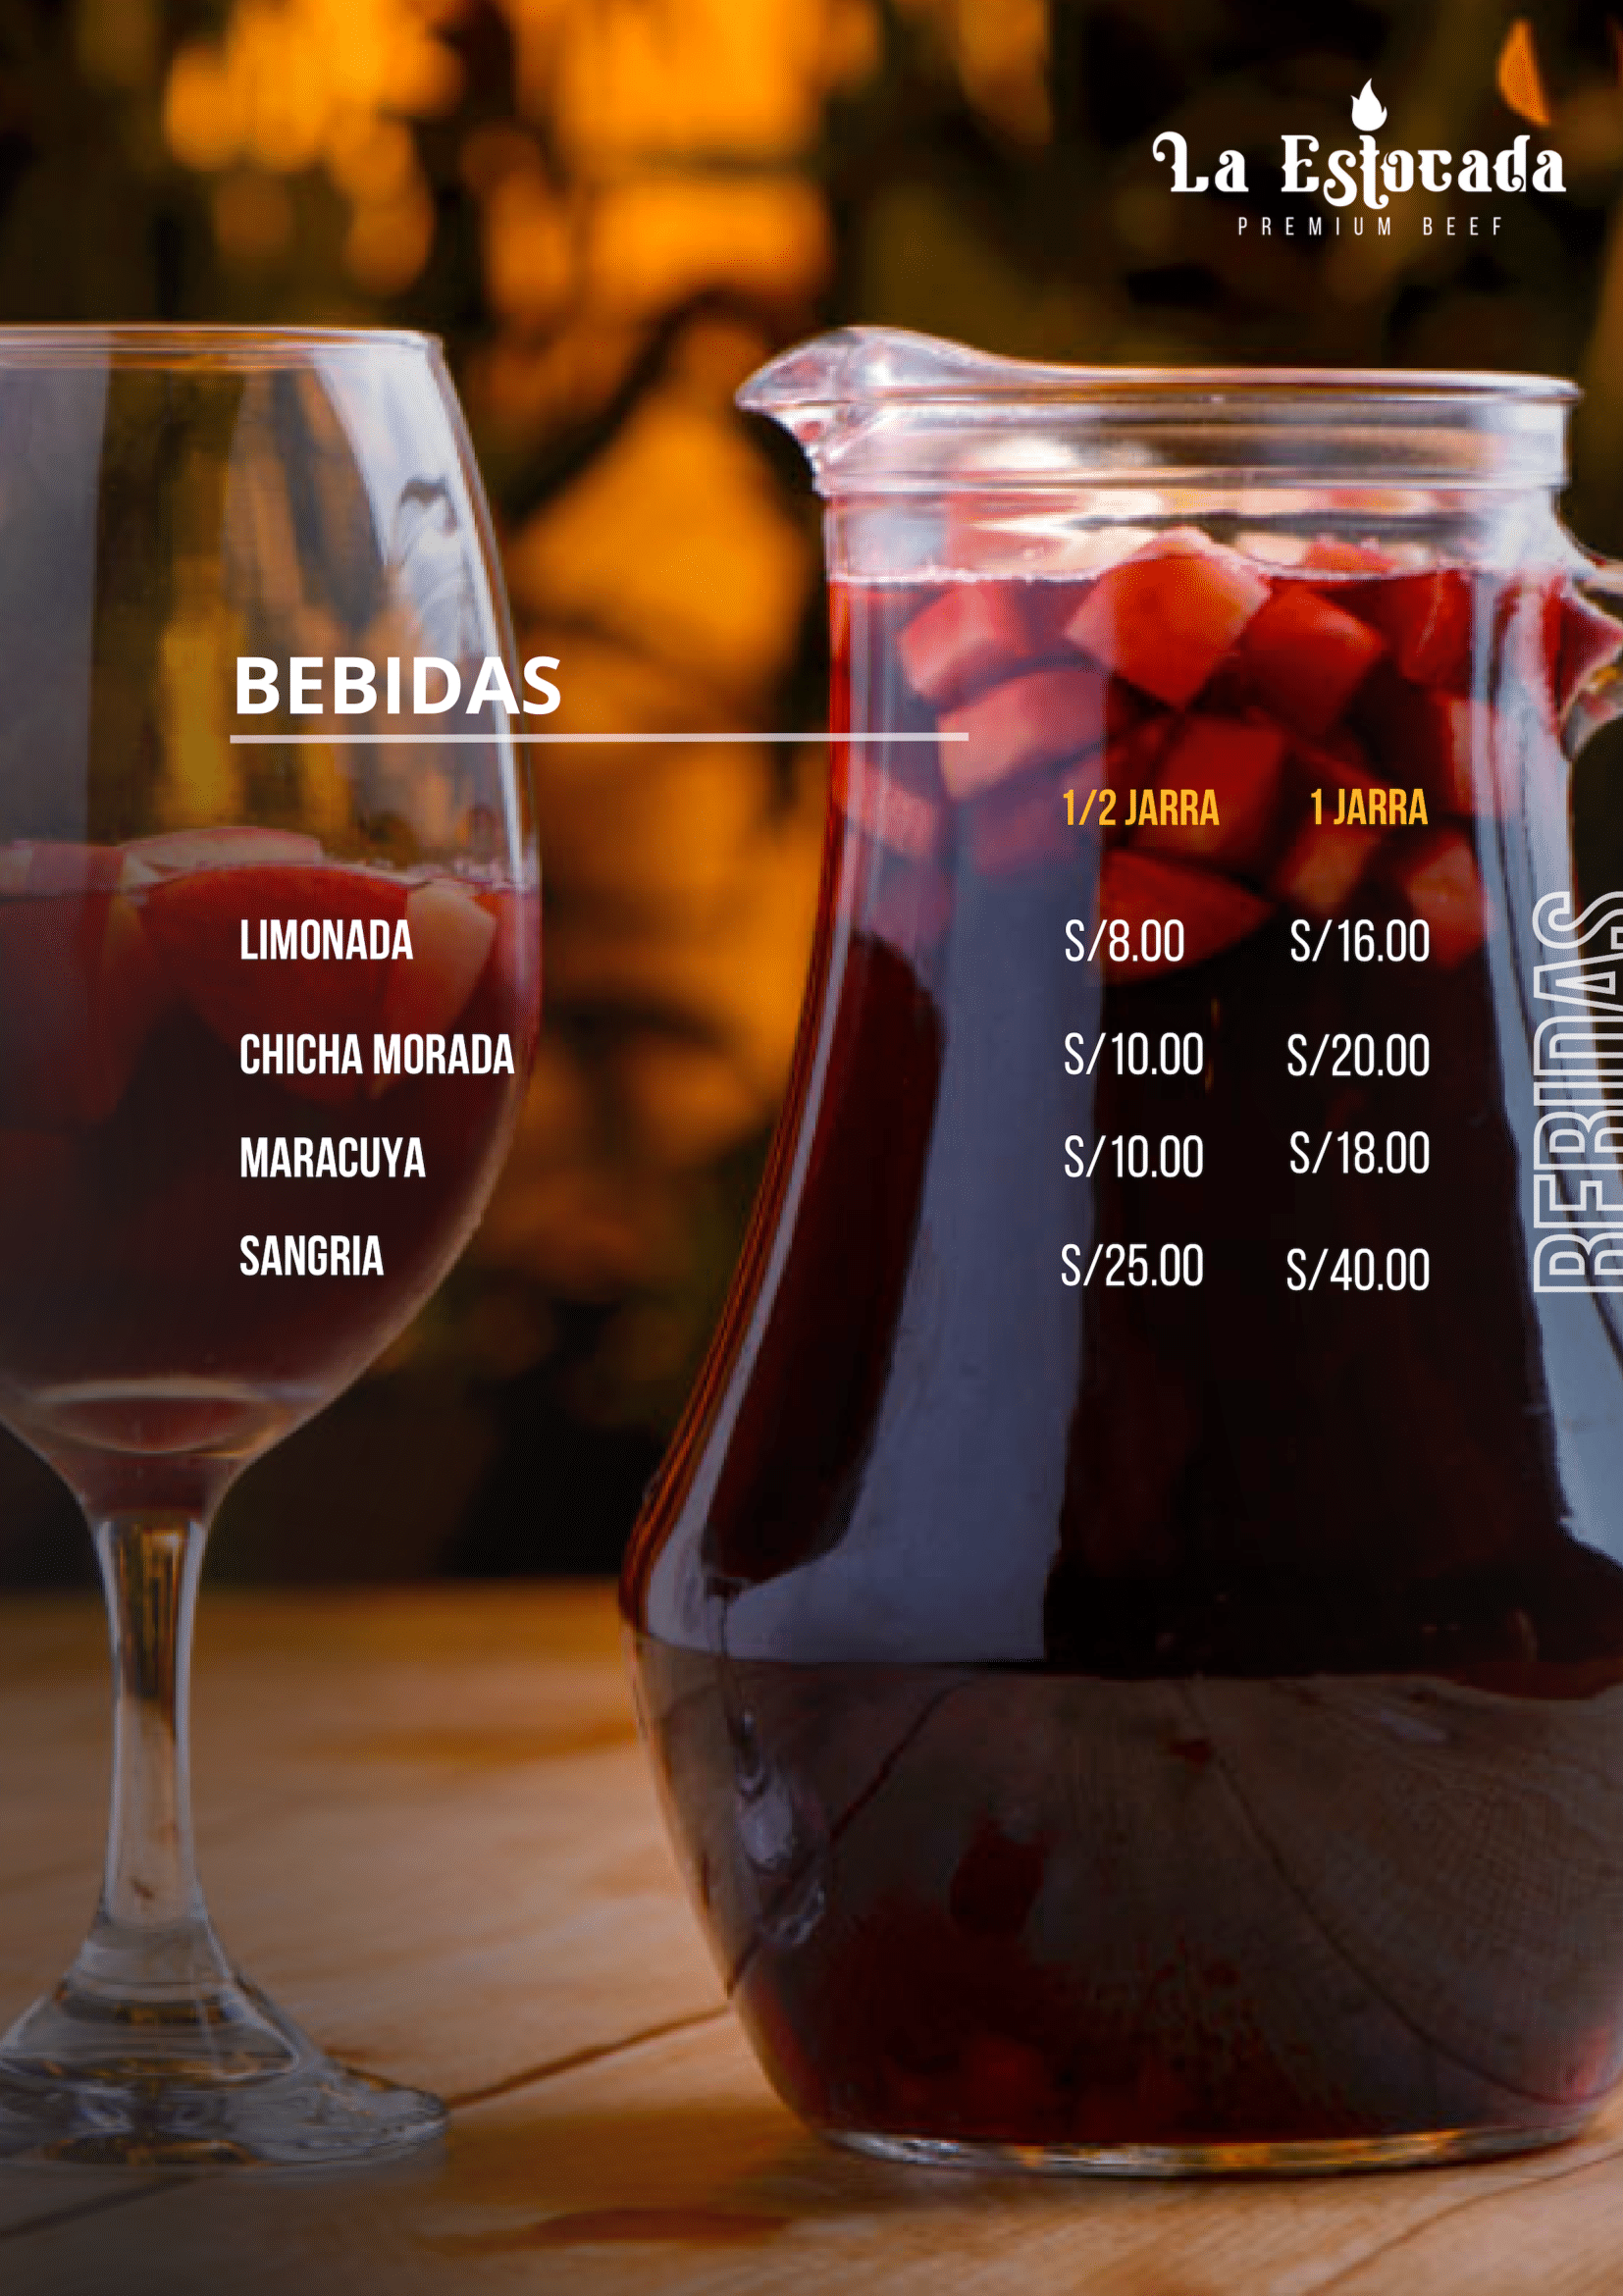 La Estocada
PREMIUM BEEF
BEBIDAS
1/2 JARRA 1 JARRA
LIMONADA S/8.00 S/16.00
CHICHA MORADA S/10.00 S/20.00
MARACUYA S/10.00 S/18.00
SANGRIA S/25.00 S/40.00
BEBIDAS